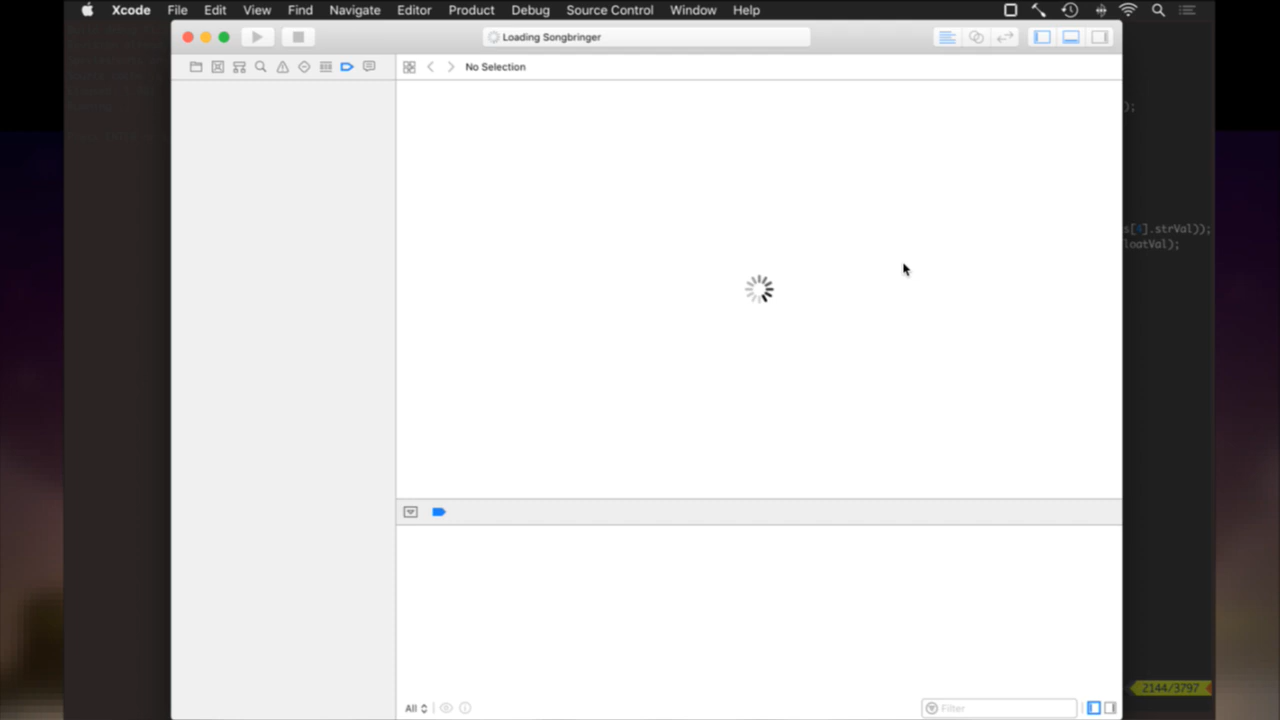 Xcode File Edit View Find Navigate Editor Product Debug Source Control Window Help
Loading Songbringer
No Selection
);
s[4].strVal));
loatVal);
2144/3797
All
Filter